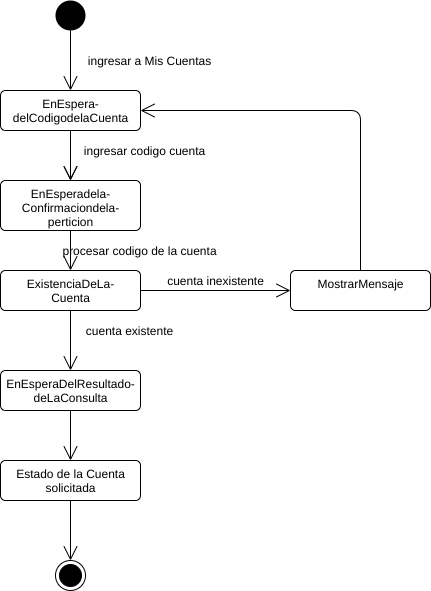 ingresar a Mis Cuentas
EnEspera-
delCodigodelaCuenta
ingresar codigo cuenta
EnEsperadela-
Confirmaciondela-
perticion
procesar codigo de la cuenta
ExistenciaDeLa-
Cuenta
cuenta inexistente
MostrarMensaje
cuenta existente
EnEsperaDelResultado-
deLaConsulta
Estado de la Cuenta
solicitada